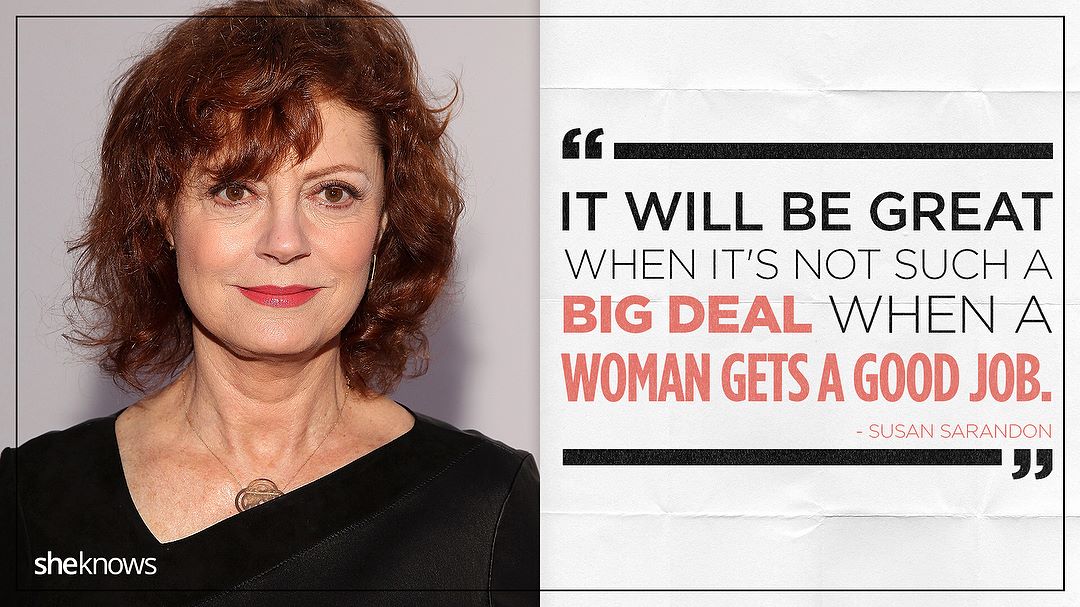 “
IT WILL BE GREAT
WHEN IT'S NOT SUCH A
BIG DEAL WHEN A
WOMAN GETS A GOOD JOB.
- SUSAN SARANDON
”
sheknows